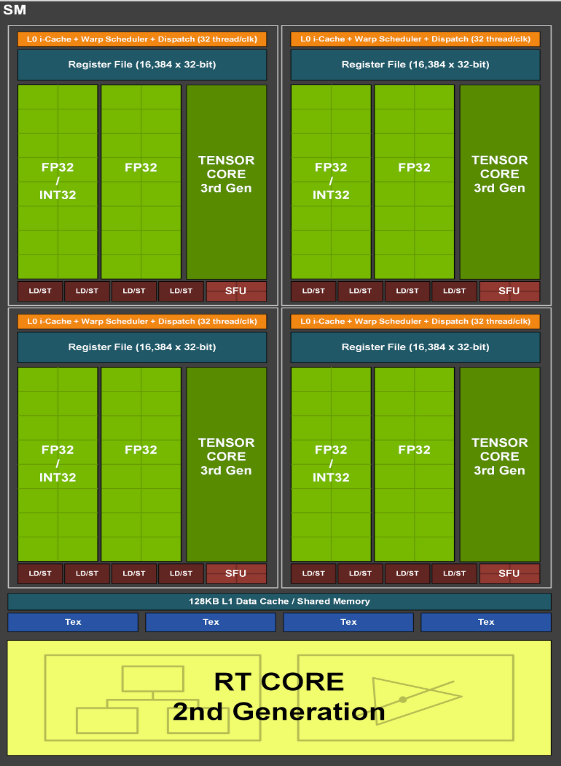 SM
L0 i-Cache + Warp Scheduler + Dispatch (32 thread/clk)
Register File (16,384 x 32-bit)
FP32
/
INT32
FP32
TENSOR
CORE
3rd Gen
LD/ST LD/ST LD/ST LD/ST SFU
L0 i-Cache + Warp Scheduler + Dispatch (32 thread/clk)
Register File (16,384 x 32-bit)
FP32
/
INT32
FP32
TENSOR
CORE
3rd Gen
LD/ST LD/ST LD/ST LD/ST SFU
L0 i-Cache + Warp Scheduler + Dispatch (32 thread/clk)
Register File (16,384 x 32-bit)
FP32
/
INT32
FP32
TENSOR
CORE
3rd Gen
LD/ST LD/ST LD/ST LD/ST SFU
L0 i-Cache + Warp Scheduler + Dispatch (32 thread/clk)
Register File (16,384 x 32-bit)
FP32
/
INT32
FP32
TENSOR
CORE
3rd Gen
LD/ST LD/ST LD/ST LD/ST SFU
128KB L1 Data Cache / Shared Memory
Tex Tex Tex Tex
RT CORE
2nd Generation